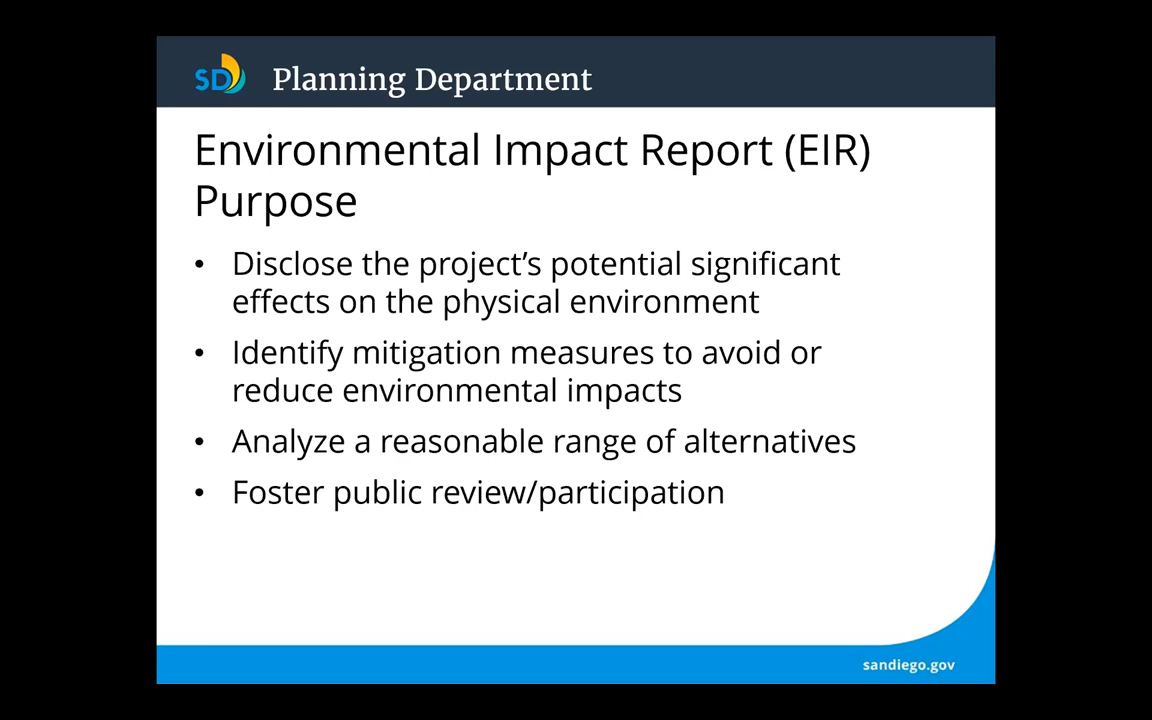 SD
Planning Department
Environmental Impact Report (EIR)
Purpose
• Disclose the project’s potential significant
effects on the physical environment
• Identify mitigation measures to avoid or
reduce environmental impacts
• Analyze a reasonable range of alternatives
• Foster public review/participation
sandiego.gov